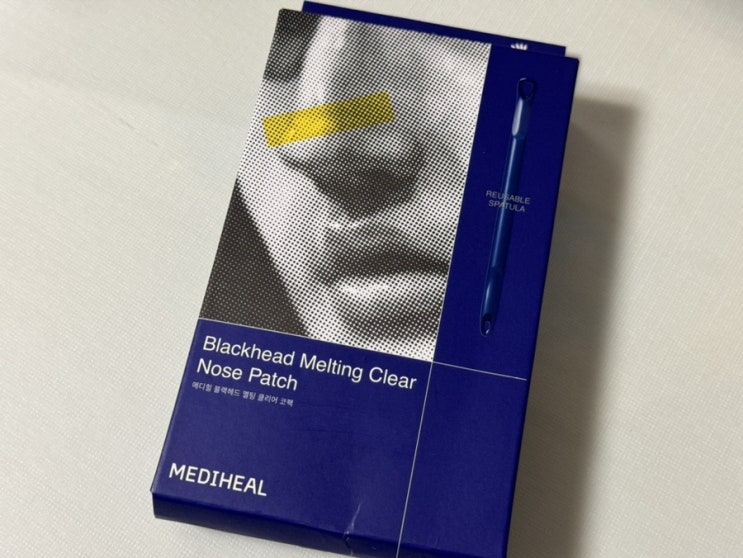 REUSABLE
SPATULA
Blackhead Melting Clear
Nose Patch
메디힐 블랙헤드 멜팅 클리어 코팩
MEDIHEAL